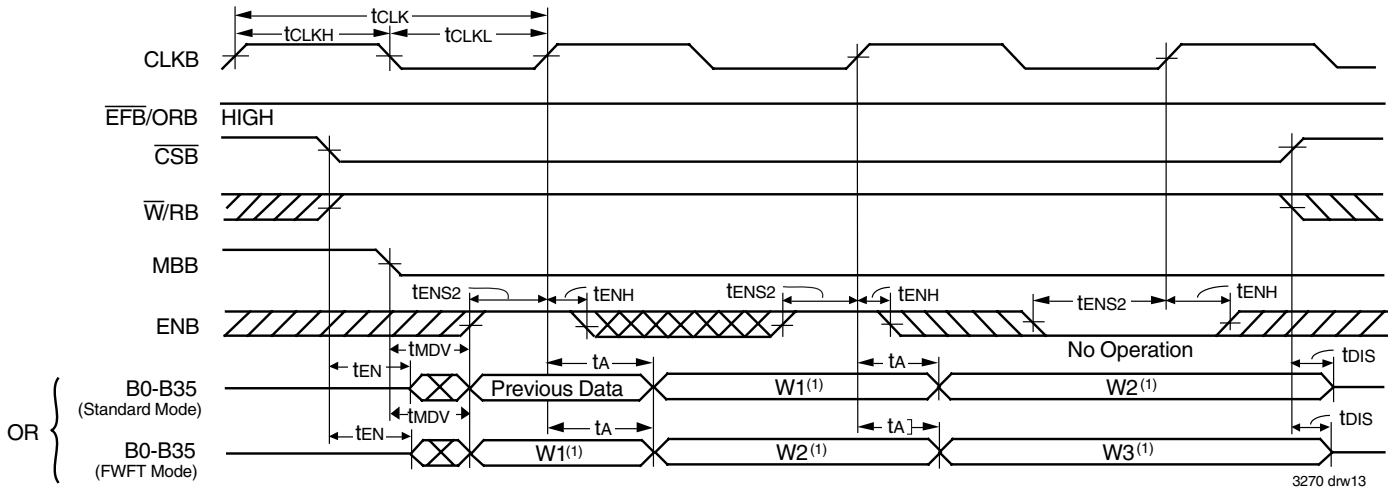 tCLK
tCLKH tCLKL
CLKB
EFB/ORB HIGH
CSB
W/RB
MBB
tENS2 tENH tENS2 tENH tENS2 tENH
ENB
tMDV No Operation
tEN tA tA tDIS
B0-B35 Previous Data W1(1) W2(1)
(Standard Mode)
OR tMDV tDIS
tEN tA tA]
B0-B35 W1(1) W2(1) W3(1)
(FWFT Mode)
3270 drw13